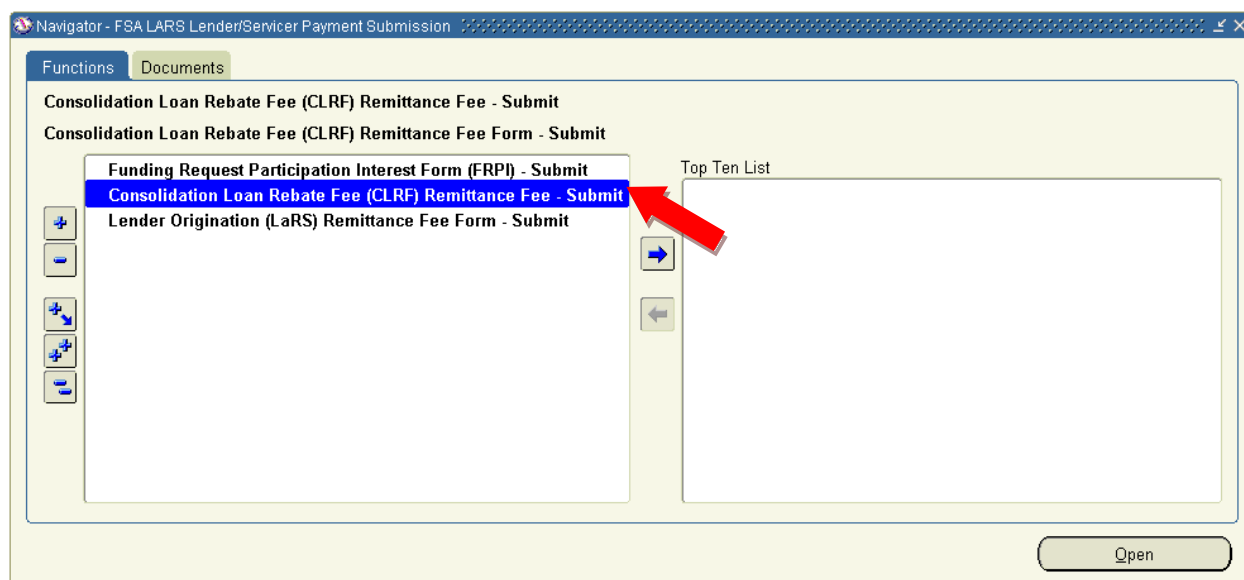 Navigator - FSA LARS Lender/Servicer Payment Submission
Functions Documents
Consolidation Loan Rebate Fee (CLRF) Remittance Fee - Submit
Consolidation Loan Rebate Fee (CLRF) Remittance Fee Form - Submit
Funding Request Participation Interest Form (FRPI) - Submit
Consolidation Loan Rebate Fee (CLRF) Remittance Fee - Submit
Lender Origination (LaRS) Remittance Fee Form - Submit
Top Ten List
Open